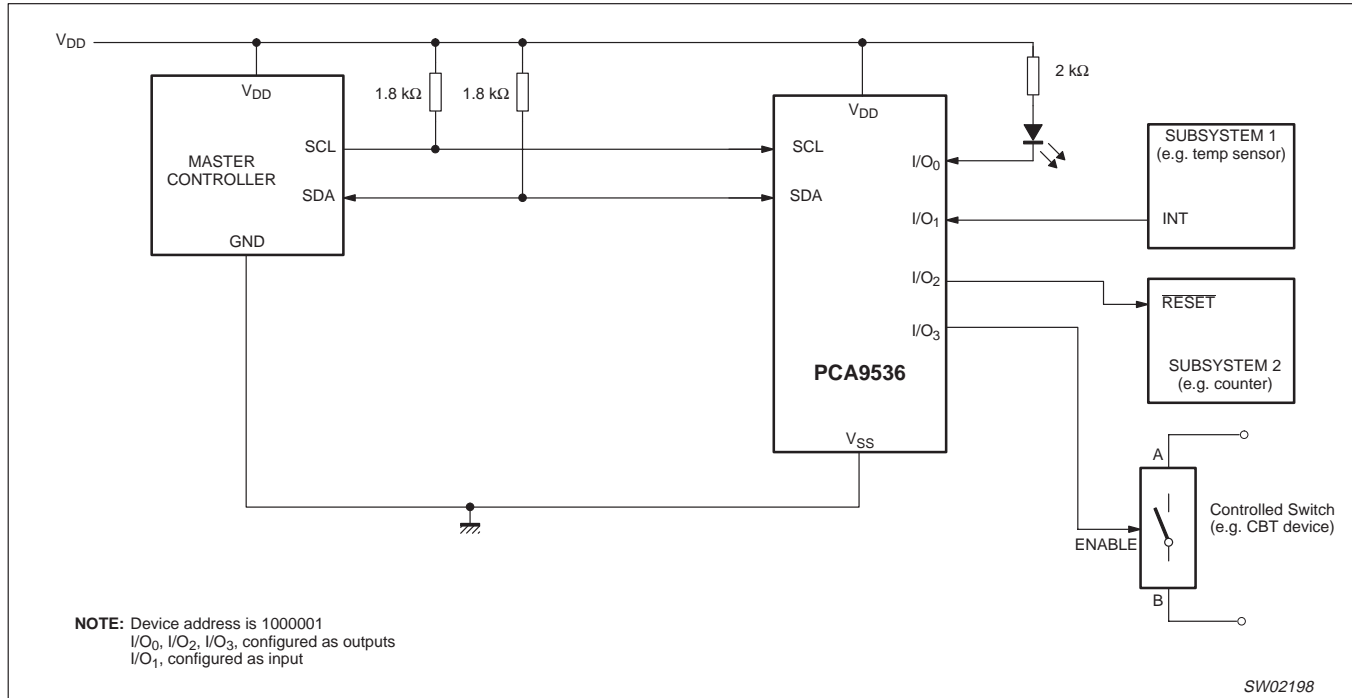 VDD
VDD
MASTER
CONTROLLER
SCL
SDA
GND
1.8 kΩ
1.8 kΩ
VDD
SCL
SDA
I/O0
I/O1
I/O2
I/O3
PCA9536
VSS
2 kΩ
SUBSYSTEM 1
(e.g. temp sensor)
INT
RESET
SUBSYSTEM 2
(e.g. counter)
A
ENABLE
B
Controlled Switch
(e.g. CBT device)
NOTE: Device address is 1000001
I/O0, I/O2, I/O3, configured as outputs
I/O1, configured as input
SW02198